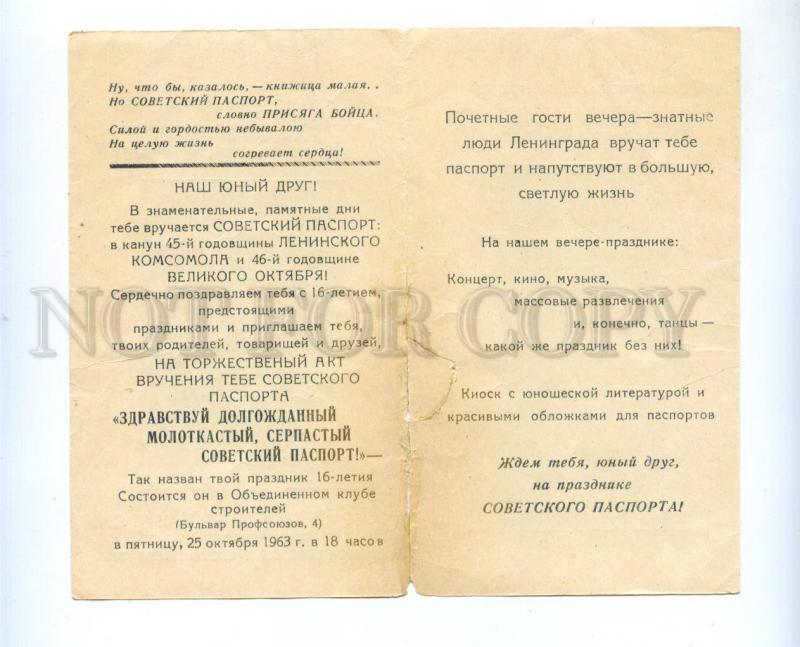 Ну, что бы, казалось, — книжица малая. .
Но СОВЕТСКИЙ ПАСПОРТ,
словно ПРИСЯГА БОЙЦА.
Силой и гордостью небывалою
На целую жизнь
согревает сердца!
НАШ ЮНЫЙ ДРУГ!
В знаменательные, памятные дни
тебе вручается СОВЕТСКИЙ ПАСПОРТ:
в канун 45-й годовщины ЛЕНИНСКОГО
КОМСОМОЛА и 46-й годовщине
ВЕЛИКОГО ОКТЯБРЯ!
Сердечно поздравляем тебя с 16-летием,
предстоящими
праздниками и приглашаем тебя,
твоих родителей, товарищей и друзей,
НА ТОРЖЕСТВЕНЫЙ АКТ
ВРУЧЕНИЯ ТЕБЕ СОВЕТСКОГО
ПАСПОРТА
«ЗДРАВСТВУЙ ДОЛГОЖДАННЫЙ
МОЛОТКАСТЫЙ, СЕРПАСТЫЙ
СОВЕТСКИЙ ПАСПОРТ!»—
Так назван твой праздник 16-летия
Состоится он в Объединенном клубе
строителей
(Бульвар Профсоюзов, 4)
в пятницу, 25 октября 1963 г. в 18 часов
Почетные гости вечера—знатные
люди Ленинграда вручат тебе
паспорт и напутствуют в большую,
светлую жизнь
На нашем вечере-празднике:
Концерт, кино, музыка,
массовые развлечения
и, конечно, танцы —
какой же праздник без них!
Киоск с юношеской литературой и
красивыми обложками для паспортов
Ждем тебя, юный друг,
на празднике
СОВЕТСКОГО ПАСПОРТА!
NOT FOR COPY